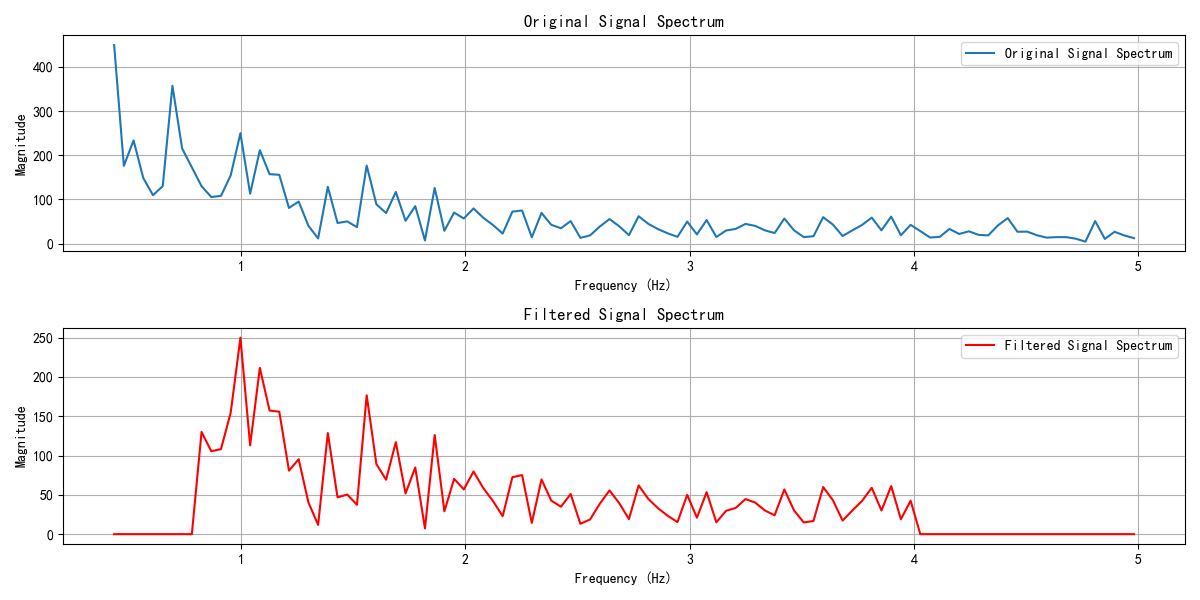 Original Signal Spectrum
Original Signal Spectrum
400
300
200
100
0
Magnitude
1 2 3 4 5
Frequency (Hz)
Filtered Signal Spectrum
Filtered Signal Spectrum
250
200
150
100
50
0
Magnitude
1 2 3 4 5
Frequency (Hz)